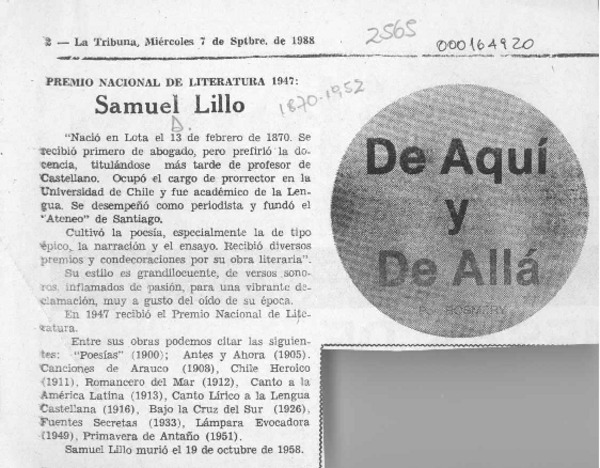 2 — La Tribuna, Miércoles 7 de Sptbre. de 1988
2565
000164920
PREMIO NACIONAL DE LITERATURA 1947:
Samuel Lillo
D.
1870-1952
"Nació en Lota el 13 de febrero de 1870. Se
recibió primero de abogado, pero prefirió la do-
cencia, titulándose más tarde de profesor de
Castellano. Ocupó el cargo de prorrector en la
Universidad de Chile y fue académico de la Len-
gua. Se desempeñó como periodista y fundó el
"Ateneo" de Santiago.
Cultivó la poesía, especialmente la de tipo
épico, la narración y el ensayo. Recibió diversos
premios y condecoraciones por su obra literaria".
Su estilo es grandilocuente, de versos sono-
ros, inflamados de pasión, para una vibrante de-
clamación, muy a gusto del oído de su época.
En 1947 recibió el Premio Nacional de Lite-
ratura.
Entre sus obras podemos citar las siguien-
tes: "Poesías" (1900); Antes y Ahora (1905).
Canciones de Arauco (1908), Chile Heroico
(1911), Romancero del Mar (1912), Canto a la
América Latina (1913), Canto Lírico a la Lengua
Castellana (1916), Bajo la Cruz del Sur (1926),
Fuentes Secretas (1933), Lámpara Evocadora
(1949), Primavera de Antaño (1951).
Samuel Lillo murió el 19 de octubre de 1958.
De Aquí
y
De Allá
ROSMERY